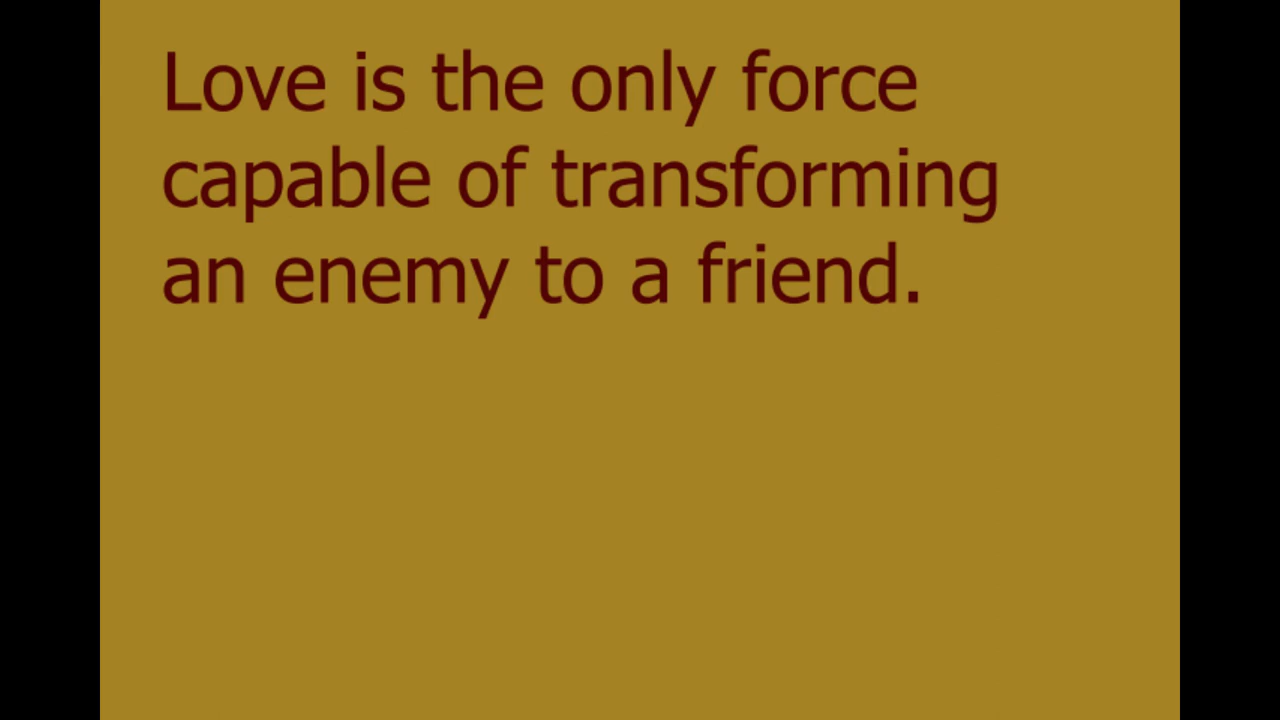 Love is the only force
capable of transforming
an enemy to a friend.